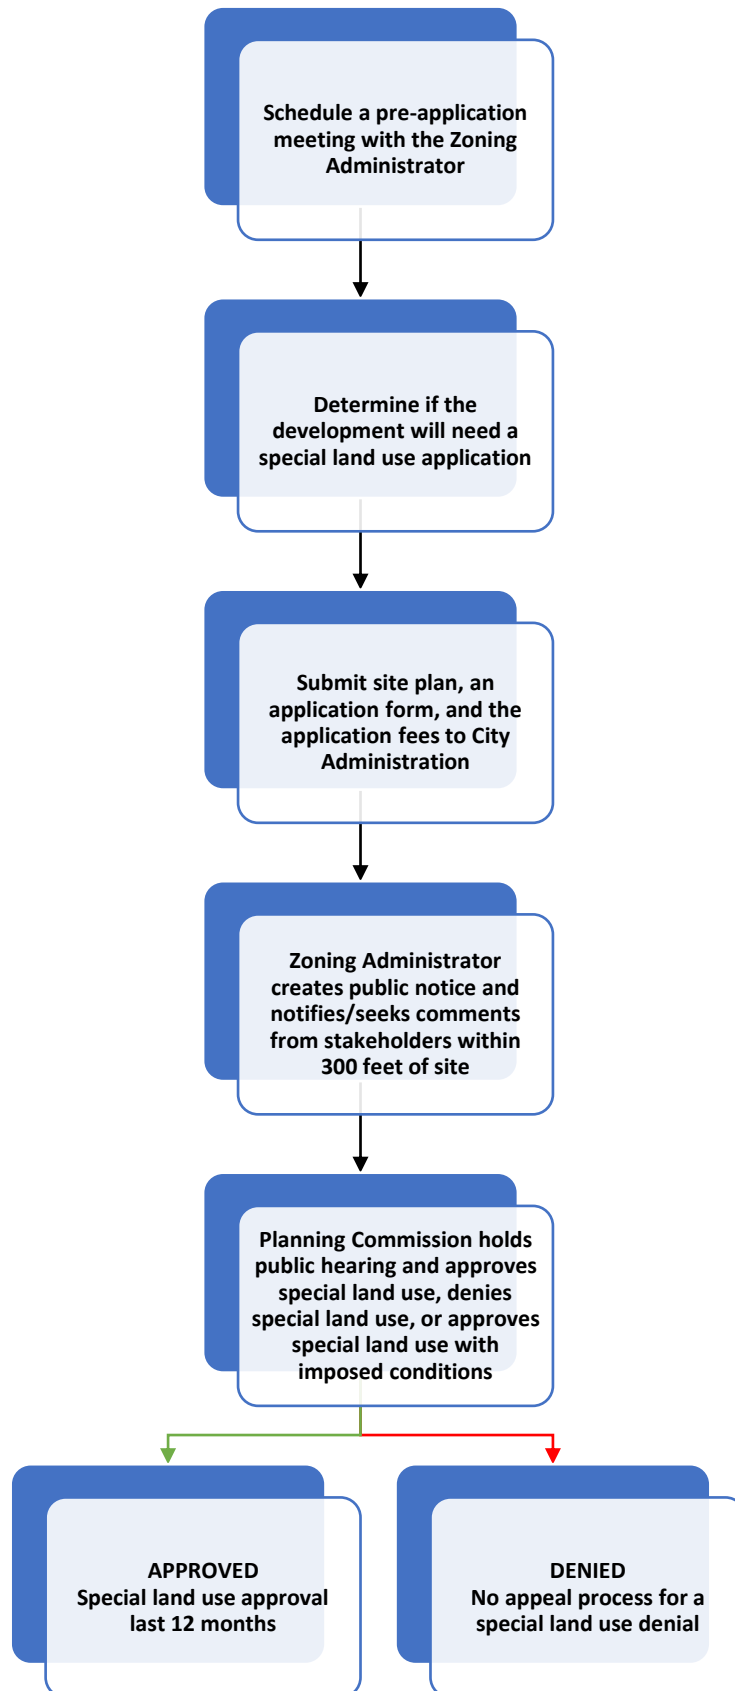 Schedule a pre-application
meeting with the Zoning
Administrator
Determine if the
development will need a
special land use application
Submit site plan, an
application form, and the
application fees to City
Administration
Zoning Administrator
creates public notice and
notifies/seeks comments
from stakeholders within
300 feet of site
Planning Commission holds
public hearing and approves
special land use, denies
special land use, or approves
special land use with
imposed conditions
APPROVED
Special land use approval
last 12 months
DENIED
No appeal process for a
special land use denial